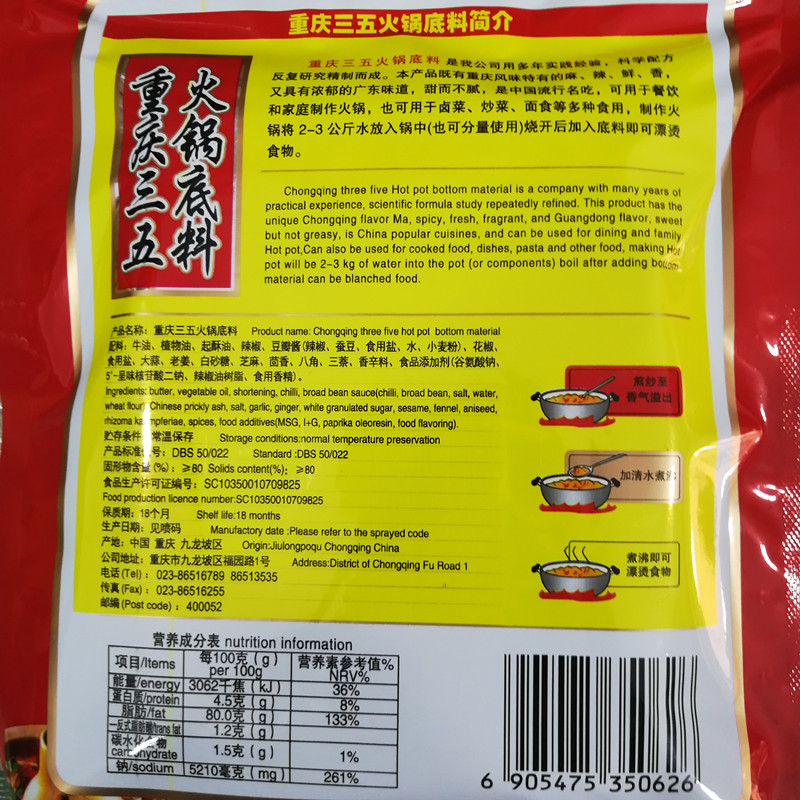 重庆三五火锅底料简介
重庆三五
火锅底料
重庆三五火锅底料 是我公司用多年实践经验，科学配方
反复研究精制而成。本产品既有重庆风味特有的麻、辣、鲜、香，
又具有浓郁的广东味道，甜而不腻，是中国流行名吃，可用于餐饮
和家庭制作火锅，也可用于卤菜、炒菜、面食等多种食用，制作火
锅将 2-3 公斤水放入锅中(也可分量使用)烧开后加入底料即可漂烫
食物。
Chongqing three five Hot pot bottom material is a company with many years of
practical experience, scientific formula study repeatedly refined. This product has the
unique Chongqing flavor Ma, spicy, fresh, fragrant, and Guangdong flavor, sweet
but not greasy, is China popular cuisines, and can be used for dining and family
Hot pot,Can also be used for cooked food, dishes, pasta and other food, making Hot
pot will be 2-3 kg of water into the pot (or components) boil after adding bottom
material can be blanched food.
产品名称：重庆三五火锅底料 Product name: Chongqing three five hot pot bottom material
配料：牛油、植物油、起酥油、辣椒、豆瓣酱(辣椒、蚕豆、食用盐、水、小麦粉)、花椒、
食用盐、大蒜、老姜、白砂糖、芝麻、茴香、八角、三萘、香辛料、食品添加剂(谷氨酸钠、
5'-呈味核苷酸二钠、辣椒油树脂、食用香精)。
Ingredients: butter, vegetable oil, shortening, chilli, broad bean sauce(chilli, broad bean, salt, water,
wheat flour) Chinese prickly ash, salt, garlic, ginger, white granulated sugar, sesame, fennel, aniseed,
rhizoma kaempferiae, spices, food additives(MSG, I+G, paprika oleoresin, food flavoring).
贮存条件：常温保存 Storage conditions:normal temperature preservation
产品标准代号：DBS 50/022 Standard :DBS 50/022
固形物含量(%)：≥80 Solids content(%)：≥80
食品生产许可证编号：SC10350010709825
Food production licence number:SC10350010709825
保质期：18个月 Shelf life:18 months
生产日期：见喷码 Manufactory date :Please refer to the sprayed code
产地：中国 重庆 九龙坡区 Origin:Jiulongpoqu Chongqing China
公司地址：重庆市九龙坡区福园路1号 Address:District of Chongqing Fu Road 1
电话(Tel)：023-86516789 86513535
传真(Fax)：023-86516255
邮编(Post code)：400052
煎炒至
香气溢出
加清水煮沸
煮沸即可
漂烫食物
营养成分表 nutrition information
项目/Items 每100克(g) per 100g 营养素参考值% NRV%
能量/energy 3062千焦(kJ) 36%
蛋白质/protein 4.5克(g) 8%
脂肪/fat 80.0克(g) 133%
一反式脂肪酸/trans fat 1.2克(g)
碳水化合物 carbohydrate 1.5克(g) 1%
钠/sodium 5210毫克(mg) 261%
6 905475 350626